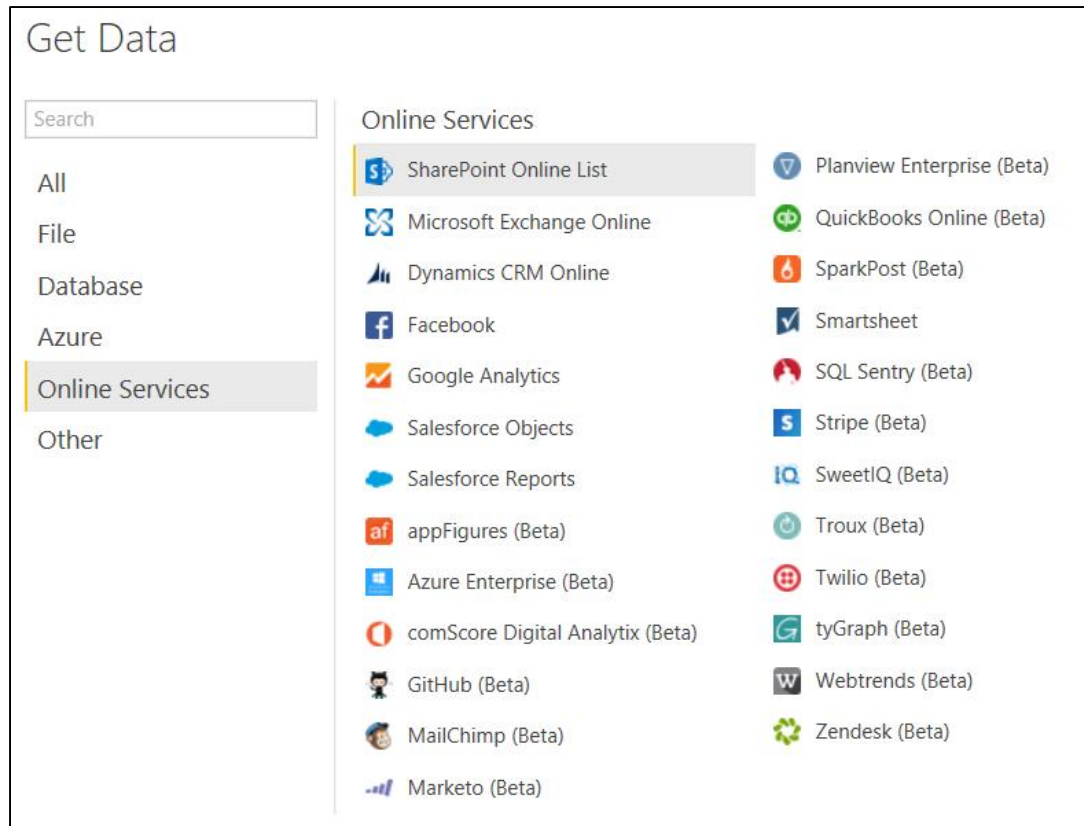 Get Data
Search
All
File
Database
Azure
Online Services
Other
Online Services
SharePoint Online List
Microsoft Exchange Online
Dynamics CRM Online
Facebook
Google Analytics
Salesforce Objects
Salesforce Reports
appFigures (Beta)
Azure Enterprise (Beta)
comScore Digital Analytix (Beta)
GitHub (Beta)
MailChimp (Beta)
Marketo (Beta)
Planview Enterprise (Beta)
QuickBooks Online (Beta)
SparkPost (Beta)
Smartsheet
SQL Sentry (Beta)
Stripe (Beta)
SweetIQ (Beta)
Troux (Beta)
Twilio (Beta)
tyGraph (Beta)
Webtrends (Beta)
Zendesk (Beta)